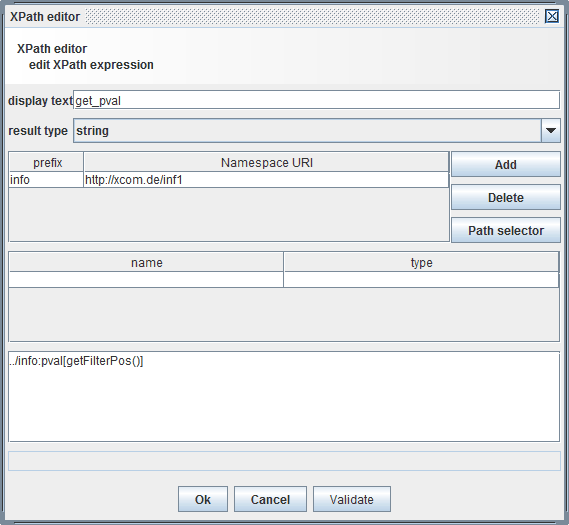 XPath editor
XPath editor
edit XPath expression
display text get_pval
result type string
prefix Namespace URI
info http://xcom.de/inf1
Add
Delete
Path selector
name type
../info:pval[getFilterPos()]
Ok Cancel Validate